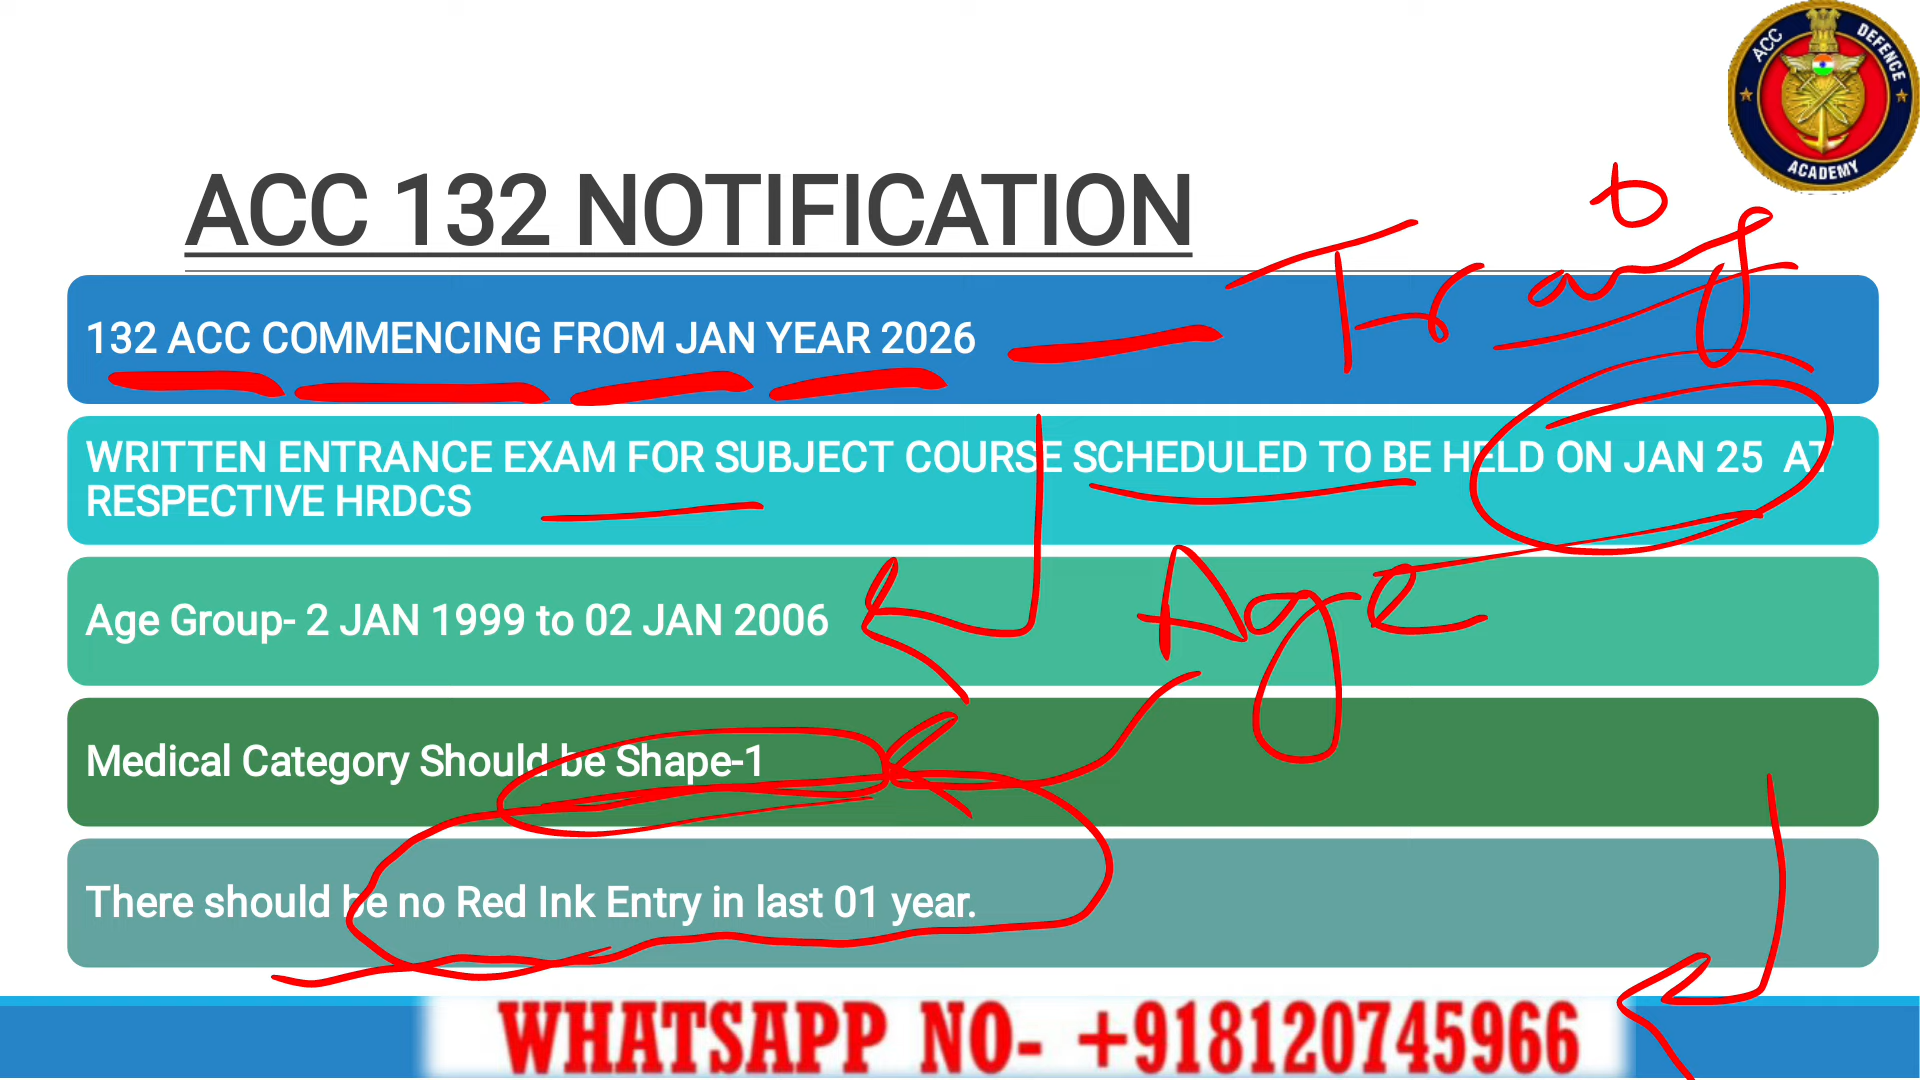 ACC DEFENCE
ACADEMY
ACC 132 NOTIFICATION
132 ACC COMMENCING FROM JAN YEAR 2026
WRITTEN ENTRANCE EXAM FOR SUBJECT COURSE SCHEDULED TO BE HELD ON JAN 25 AT
RESPECTIVE HRDCS
Age Group- 2 JAN 1999 to 02 JAN 2006
Age
Medical Category Should be Shape-1
There should be no Red Ink Entry in last 01 year.
WHATSAPP NO- +918120745966